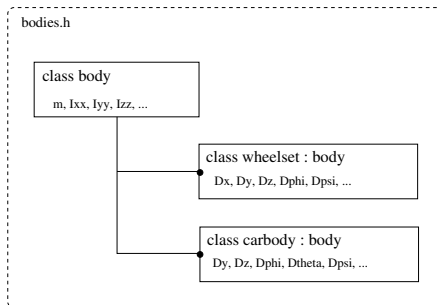 bodies.h
class body
m, Ixx, Iyy, Izz, ...
class wheelset : body
Dx, Dy, Dz, Dphi, Dpsi, ...
class carbody : body
Dy, Dz, Dphi, Dtheta, Dpsi, ...